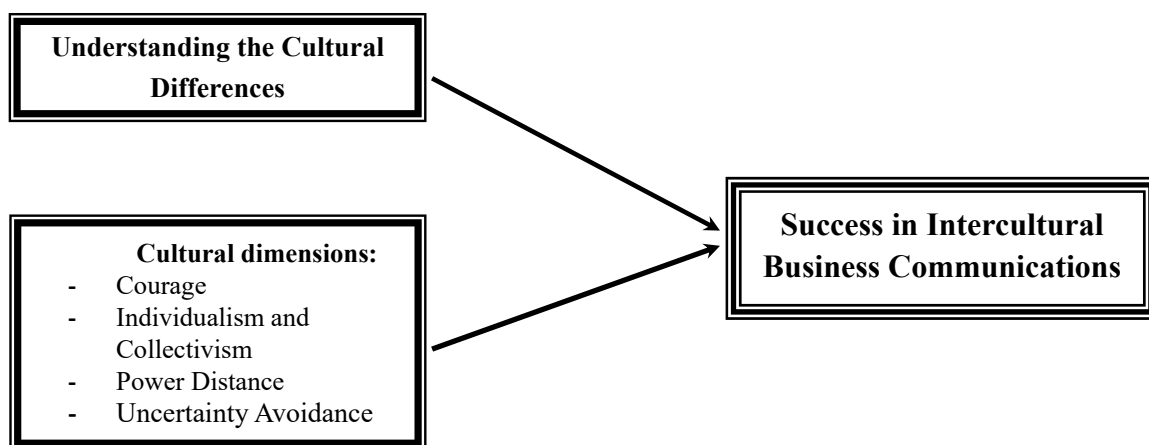 Understanding the Cultural
Differences
Cultural dimensions:
- Courage
- Individualism and
Collectivism
- Power Distance
- Uncertainty Avoidance
Success in Intercultural
Business Communications